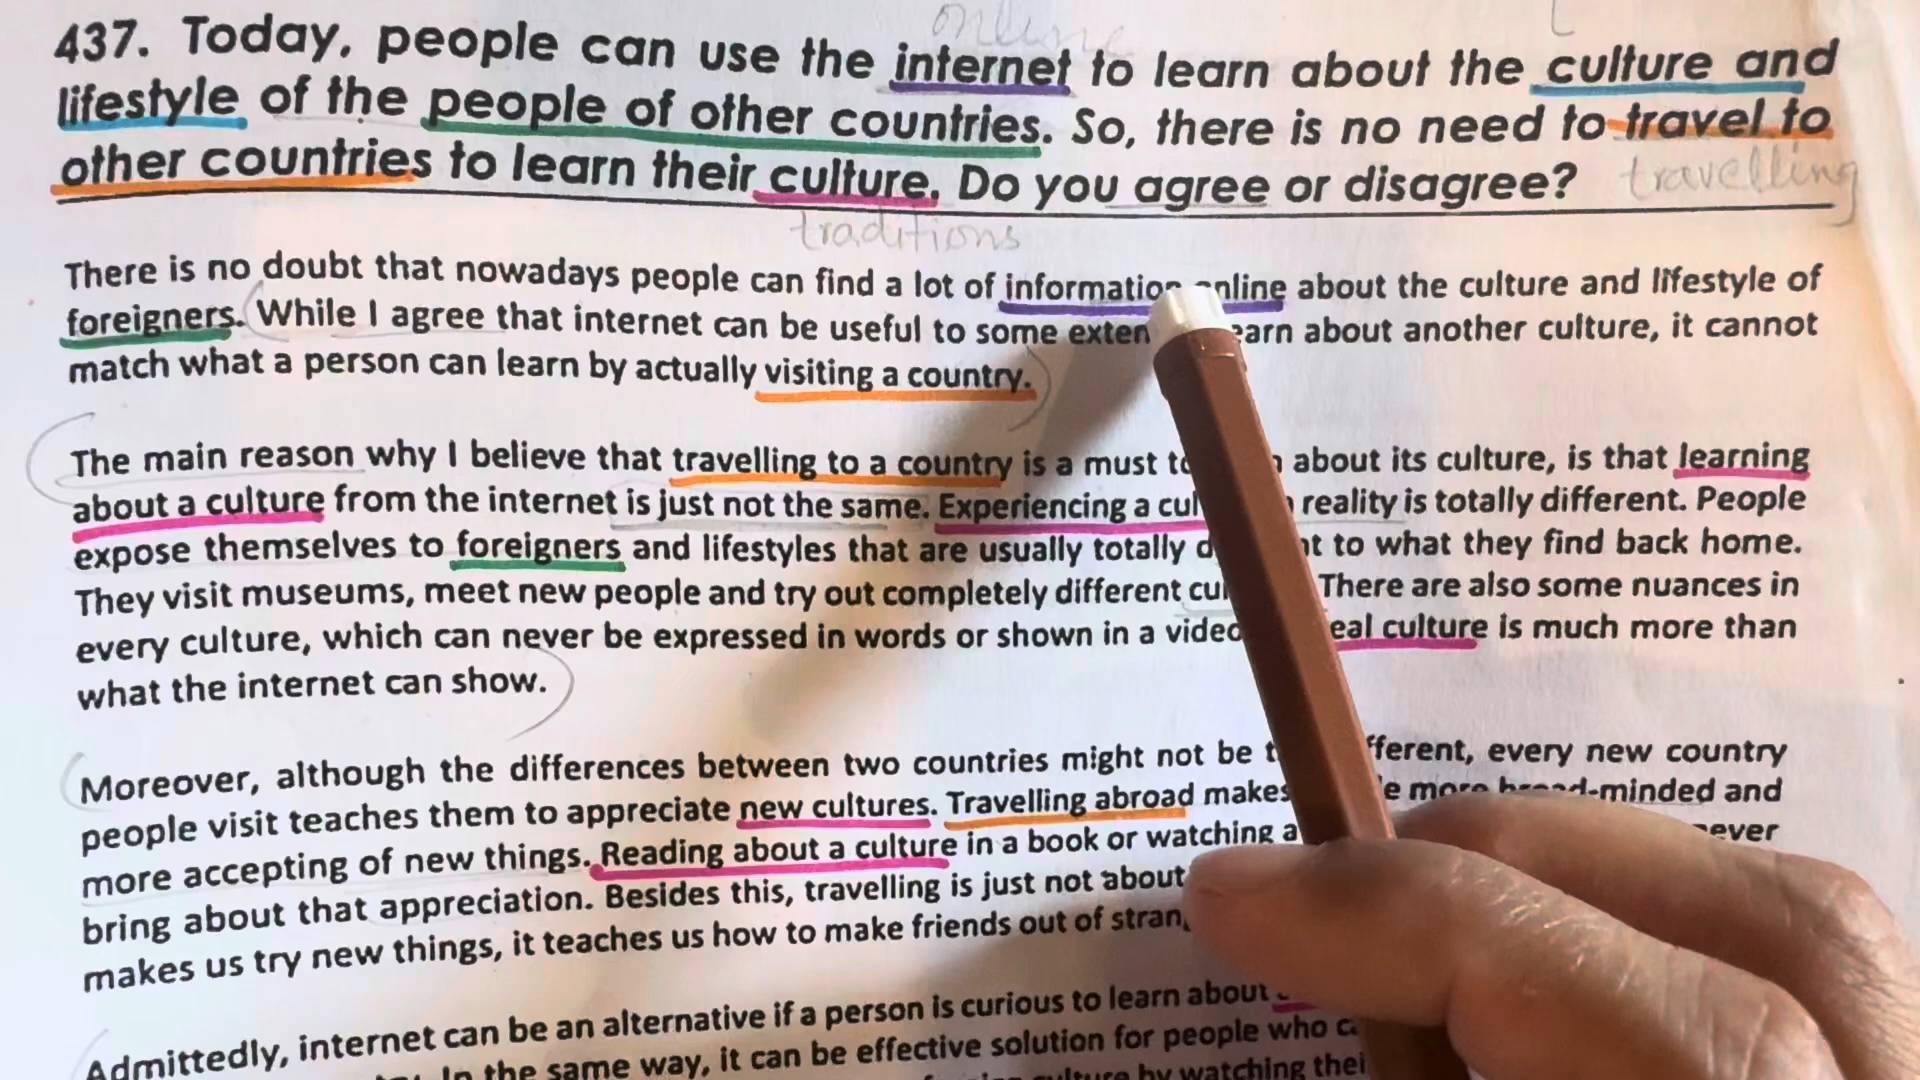 online
437. Today, people can use the internet to learn about the culture and
lifestyle of the people of other countries. So, there is no need to travel to
other countries to learn their culture. Do you agree or disagree?
travelling
traditions
There is no doubt that nowadays people can find a lot of information online about the culture and lifestyle of
foreigners. While I agree that internet can be useful to some about another culture, it cannot
match what a person can learn by actually visiting a country.
The main reason why I believe that travelling to a country is a must about its culture, is that learning
about a culture from the internet is just not the same. Experiencing a reality is totally different. People
expose themselves to foreigners and lifestyles that are usually totally to what they find back home.
They visit museums, meet new people and try out completely different There are also some nuances in
every culture, which can never be expressed in words or shown in a culture is much more than
what the internet can show.
Moreover, although the differences between two countries might not be every new country
people visit teaches them to appreciate new cultures. Travelling abroad makes more broad-minded and
more accepting of new things. Reading about a culture in a book or watching a never
bring about that appreciation. Besides this, travelling is just not about
makes us try new things, it teaches us how to make friends out of
Admittedly, internet can be an alternative if a person is curious to learn about
In the same way, it can be effective solution for people who
culture by watching